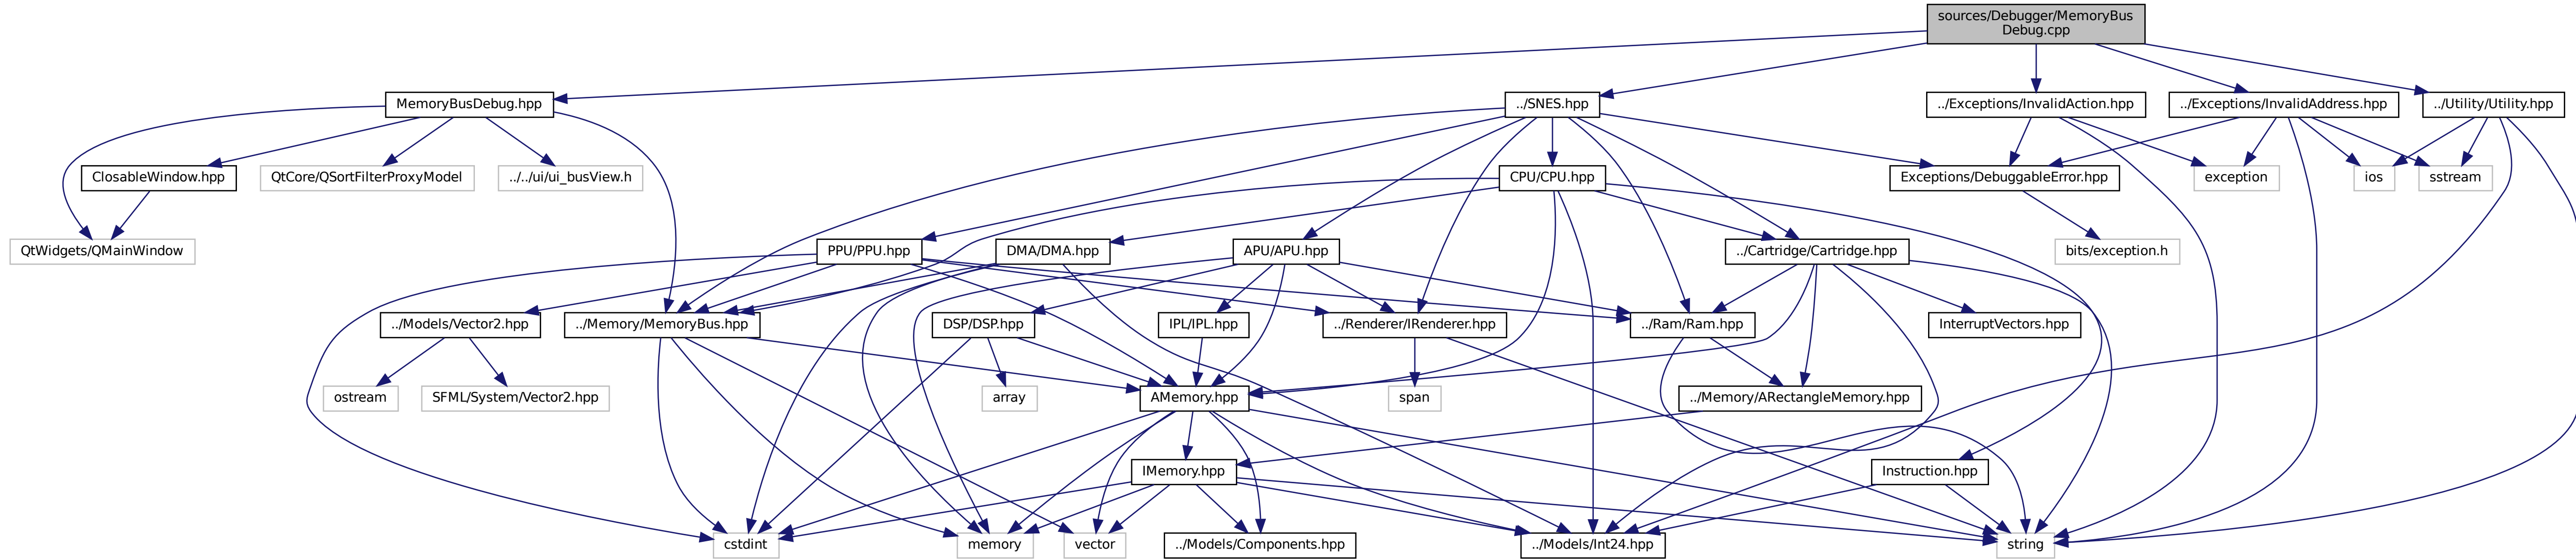 sources/Debugger/MemoryBus
Debug.cpp
MemoryBusDebug.hpp
../SNES.hpp
../Exceptions/InvalidAction.hpp
../Exceptions/InvalidAddress.hpp
../Utility/Utility.hpp
ClosableWindow.hpp
QtCore/QSortFilterProxyModel
../../ui/ui_busView.h
CPU/CPU.hpp
Exceptions/DebuggableError.hpp
exception
ios
sstream
QtWidgets/QMainWindow
PPU/PPU.hpp
DMA/DMA.hpp
APU/APU.hpp
../Cartridge/Cartridge.hpp
bits/exception.h
../Models/Vector2.hpp
../Memory/MemoryBus.hpp
DSP/DSP.hpp
IPL/IPL.hpp
../Renderer/IRenderer.hpp
../Ram/Ram.hpp
InterruptVectors.hpp
ostream
SFML/System/Vector2.hpp
array
AMemory.hpp
span
../Memory/ARectangleMemory.hpp
IMemory.hpp
Instruction.hpp
cstdint
memory
vector
../Models/Components.hpp
../Models/Int24.hpp
string